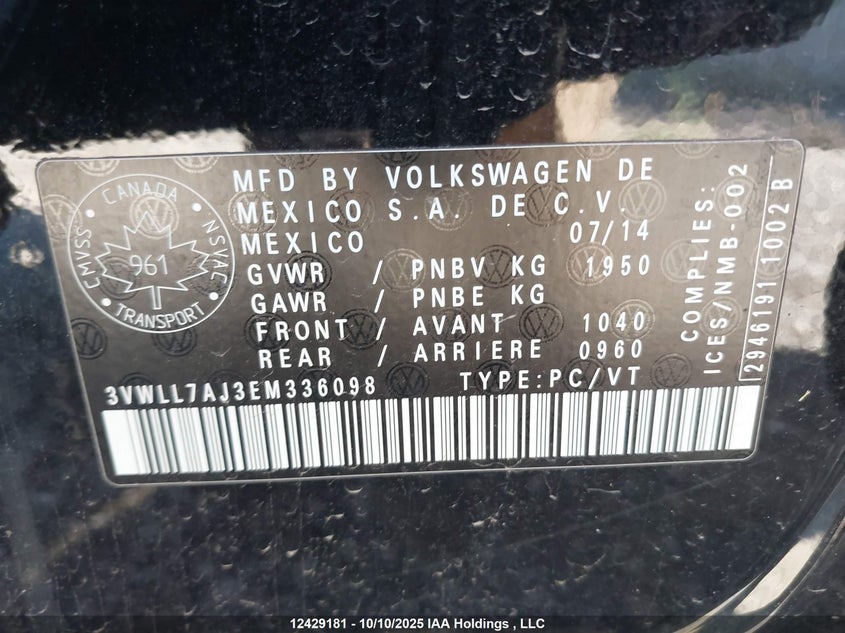 CANADA
CMVSS
NSVAC
961
TRANSPORT
MFD BY VOLKSWAGEN DE
MEXICO S.A. DE C.V.
MEXICO 07/14
GVWR / PNBV KG 1950
GAWR / PNBE KG
FRONT / AVANT 1040
REAR / ARRIERE 0960
3VWLL7AJ3EM336098 TYPE:PC/VT
COMPLIES:
ICES/NMB-002
2946191 1002 B
12429181 - 10/10/2025 IAA Holdings , LLC